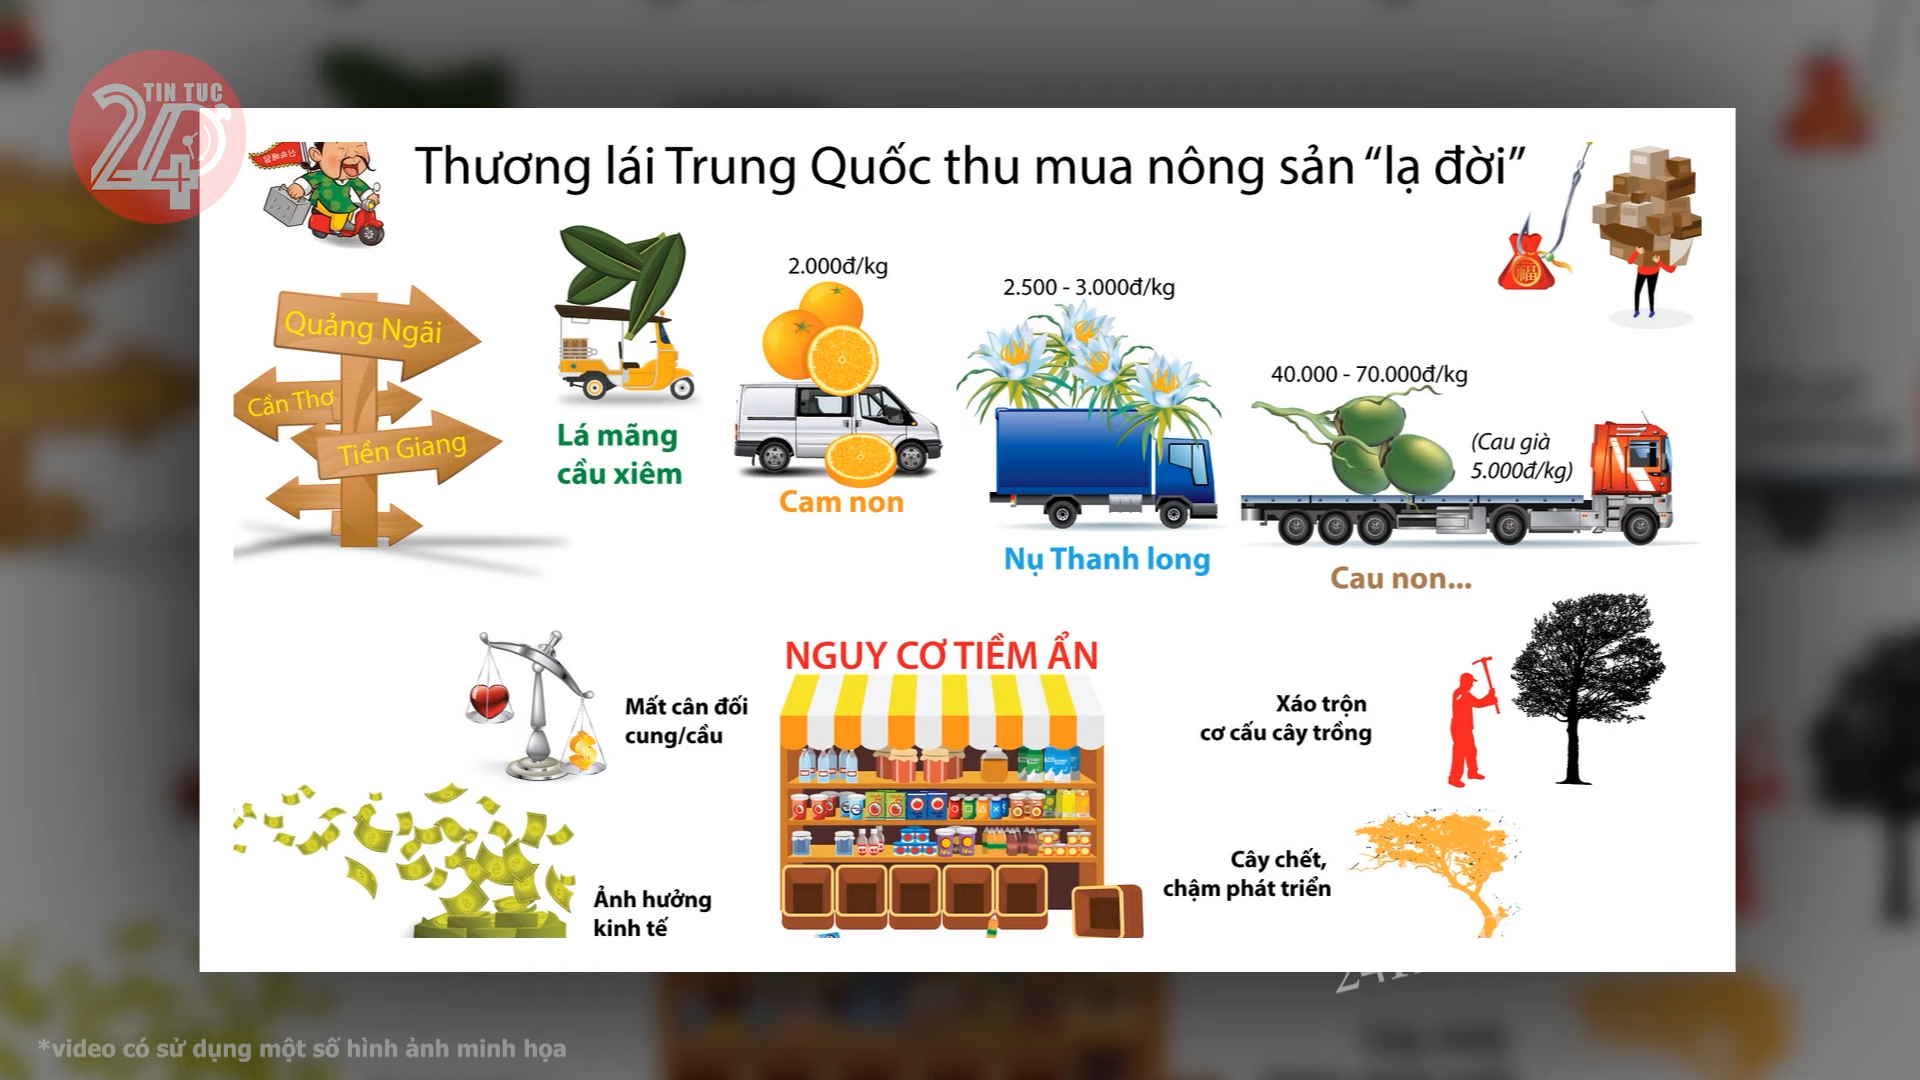 TIN TUC
24
Thương lái Trung Quốc thu mua nông sản “lạ đời”
福
Quảng Ngãi
Cần Thơ
Tiền Giang
Lá mãng
cầu xiêm
2.000đ/kg
Cam non
2.500 - 3.000đ/kg
Nụ Thanh long
40.000 - 70.000đ/kg
(Cau già
5.000đ/kg)
Cau non...
NGUY CƠ TIỀM ẨN
Mất cân đối
cung/cầu
Ảnh hưởng
kinh tế
Xáo trộn
cơ cấu cây trồng
Cây chết,
chậm phát triển
*video có sử dụng một số hình ảnh minh họa